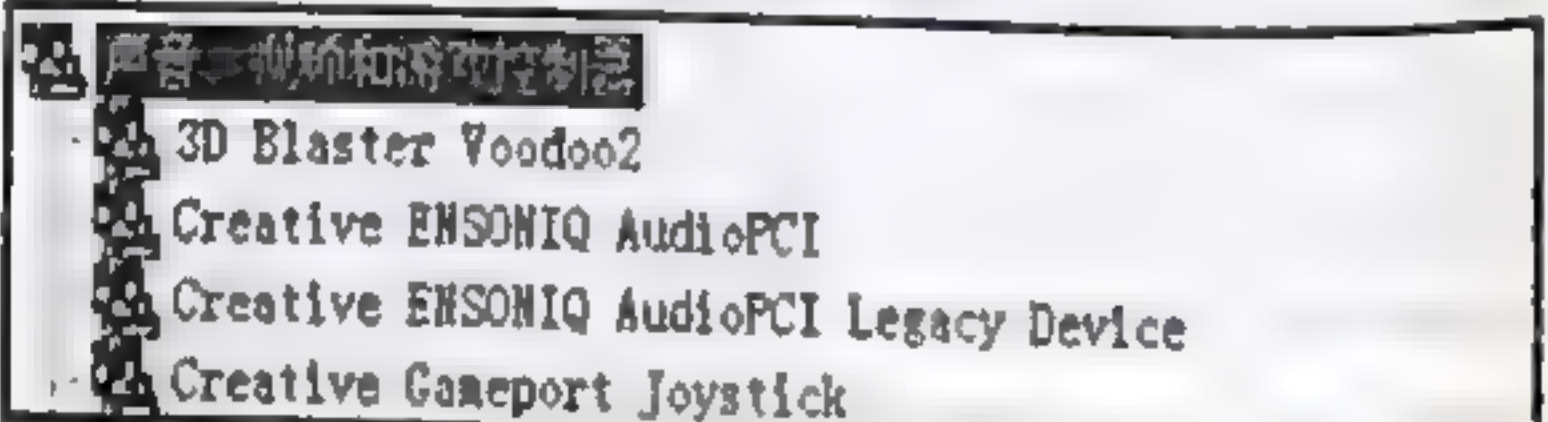 声音、视频和游戏控制器
3D Blaster Voodoo2
Creative ENSONIQ AudioPCI
Creative ENSONIQ AudioPCI Legacy Device
Creative Gameport Joystick